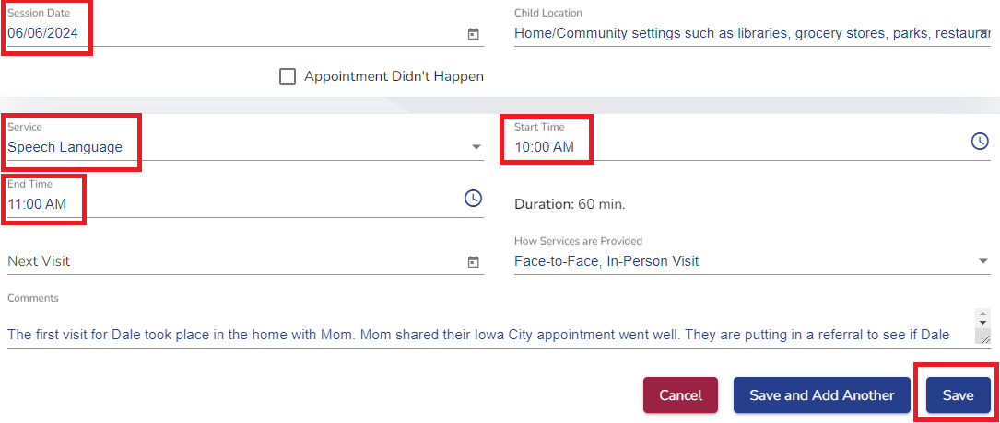 Session Date
Child Location
06/06/2024
Home/Community settings such as libraries, grocery stores, parks,
Appointment Didn't Happen
Service
Start Time
Speech Language
10:00 AM
End Time
11:00 AM
Duration: 60 min.
How Services are Provided
Next Visit
Face-to-Face, In-Person Visit
Comments
The first visit for Dale took place in the home with Mom. Mom shared their Iowa City appointment went well. They are putting in a referral to see if Dale
Cancel
Save and Add Another
Save